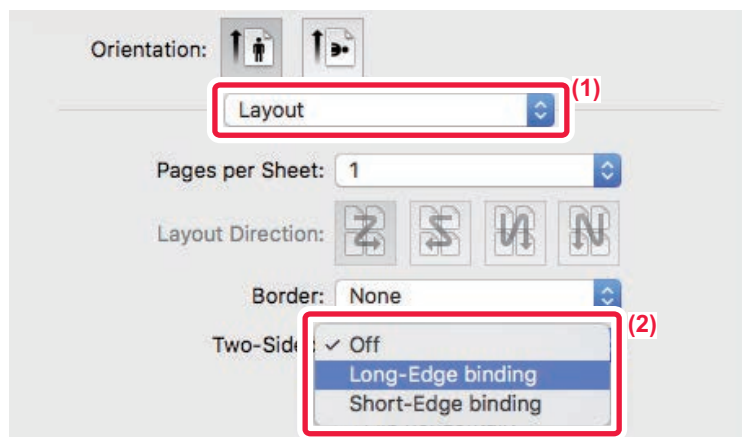 Orientation:
(1)
Layout
Pages per Sheet: 1
Layout Direction:
Border: None
(2)
Two-Side : ✓ Off
Long-Edge binding
Short-Edge binding